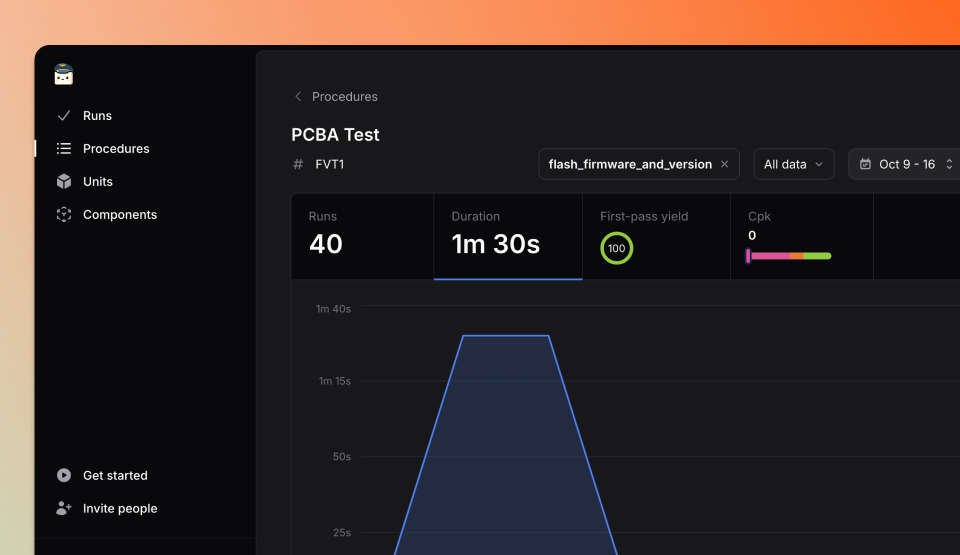 Runs
Procedures
Units
Components
Get started
Invite people
Procedures
PCBA Test
# FVT1
flash_firmware_and_version
All data
Oct 9 - 16
Runs
40
Duration
1m 30s
First-pass yield
100
Cpk
0
1m 40s
1m 15s
50s
25s